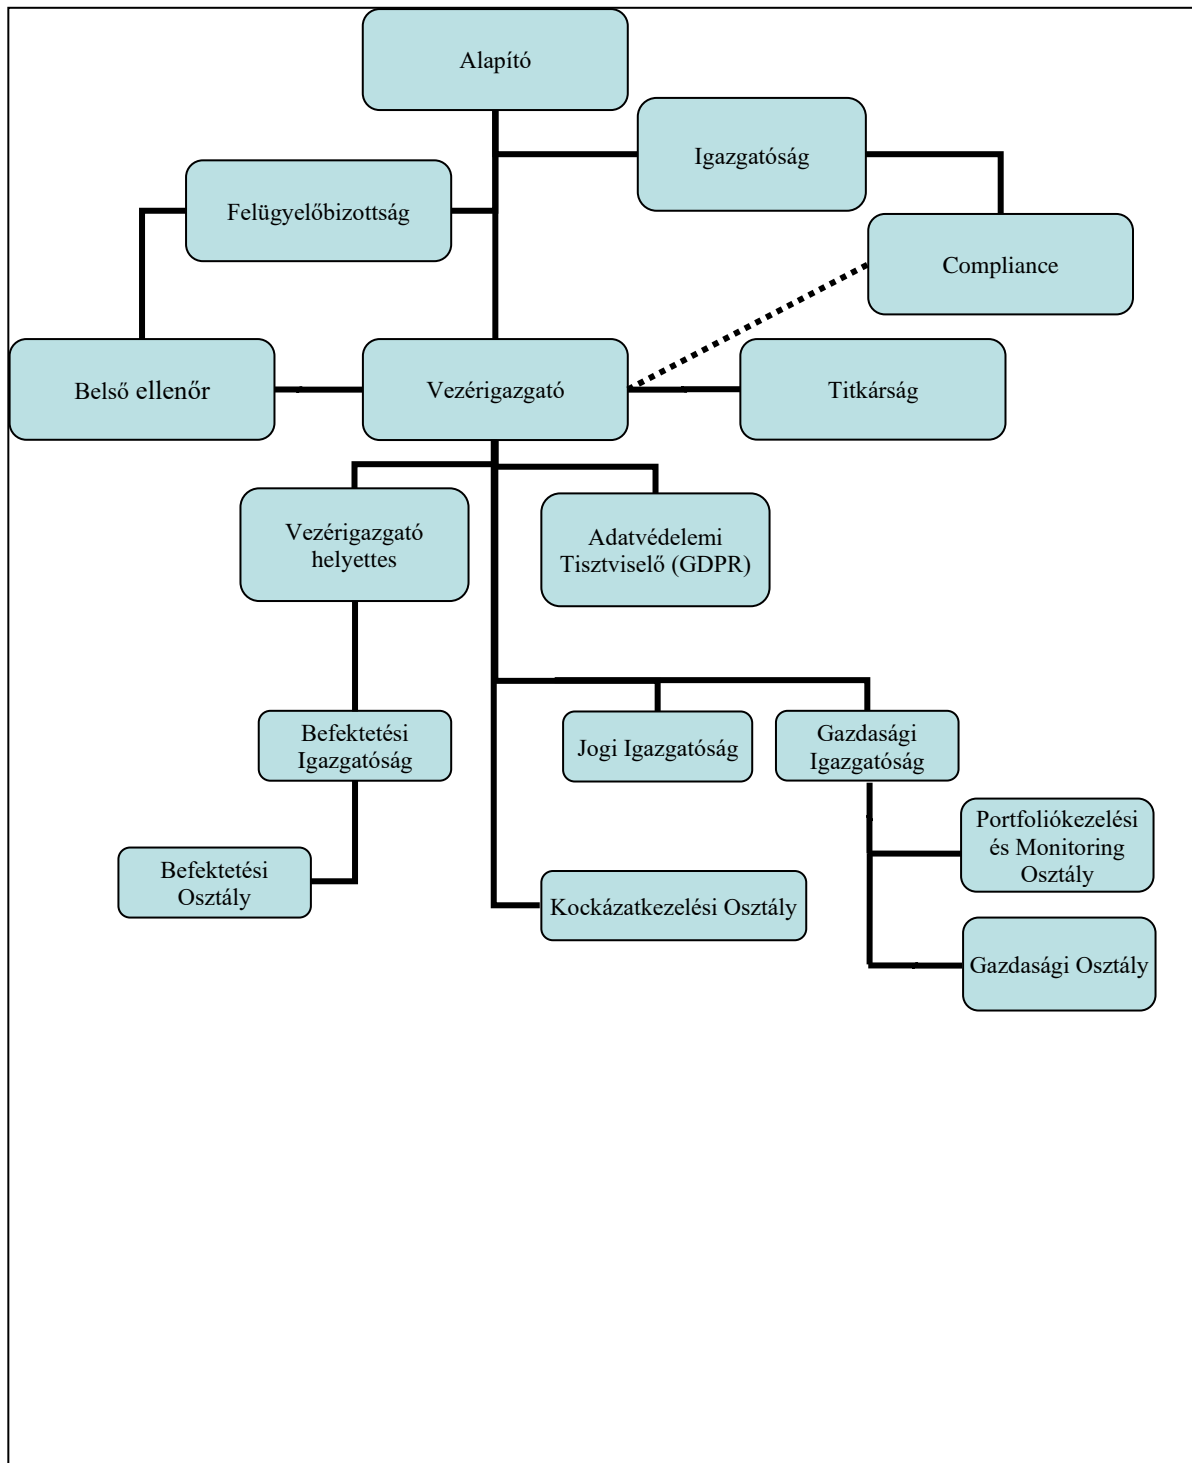 Alapító
Igazgatóság
Felügyelőbizottság
Compliance
Belső ellenőr
Vezérigazgató
Titkárság
Vezérigazgató
helyettes
Adatvédelemi
Tisztviselő (GDPR)
Befektetési
Igazgatóság
Jogi Igazgatóság
Gazdasági
Igazgatóság
Portfoliókezelési
és Monitoring
Osztály
Befektetési
Osztály
Kockázatkezelési Osztály
Gazdasági Osztály